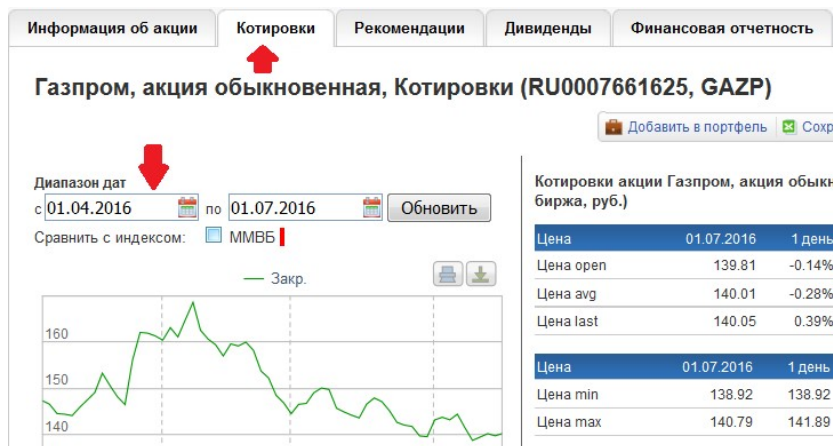 Информация об акции Котировки Рекомендации Дивиденды Финансовая отчетность
Газпром, акция обыкновенная, Котировки (RU0007661625, GAZP)
Добавить в портфель
Диапазон дат
с 01.04.2016 по 01.07.2016 Обновить
Сравнить с индексом: ММВБ
Закр.
160
150
140
Котировки акции Газпром, акция
биржа, руб.)
Цена 01.07.2016 1 день
Цена open 139.81 -0.14%
Цена avg 140.01 -0.28%
Цена last 140.05 0.39%
Цена 01.07.2016 1 день
Цена min 138.92 138.92
Цена max 140.79 141.89